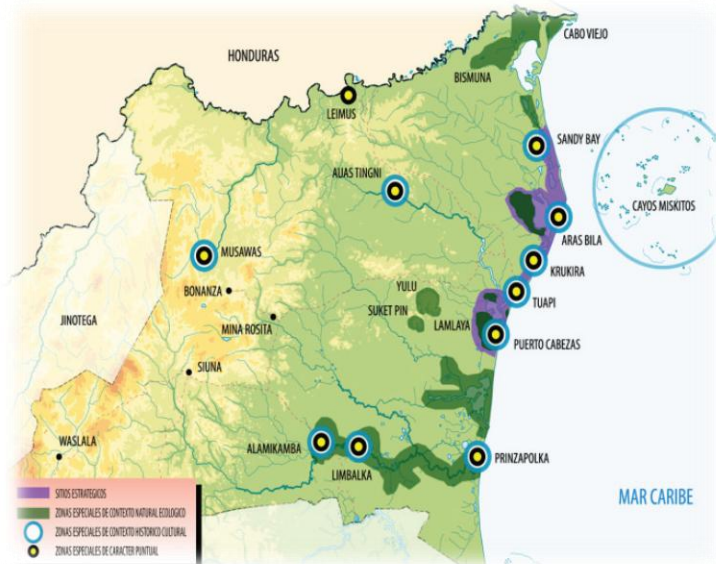 CABO VIEJO
HONDURAS
BISMUNA
LEIMUS
SANDY BAY
AUAS TINGNI
CAYOS MISKITOS
ARAS BILA
MUSAWAS
KRUKIRA
BONANZA
YULU
TUAPI
SUKET PIN
JINOTEGA
MINA ROSITA
LAMLAYA
PUERTO CABEZAS
SIUNA
WASLALA
ALAMIKAMBA
LIMBALKA
PRINZAPOLKA
MAR CARIBE
SITIOS ESTRATEGICOS
ZONAS ESPECIALES DE CONTEXTO NATURAL ECOLOGICO
ZONAS ESPECIALES DE CONTEXTO HISTORICO CULTURAL
ZONAS ESPECIALES DE CARACTER PUNTUAL